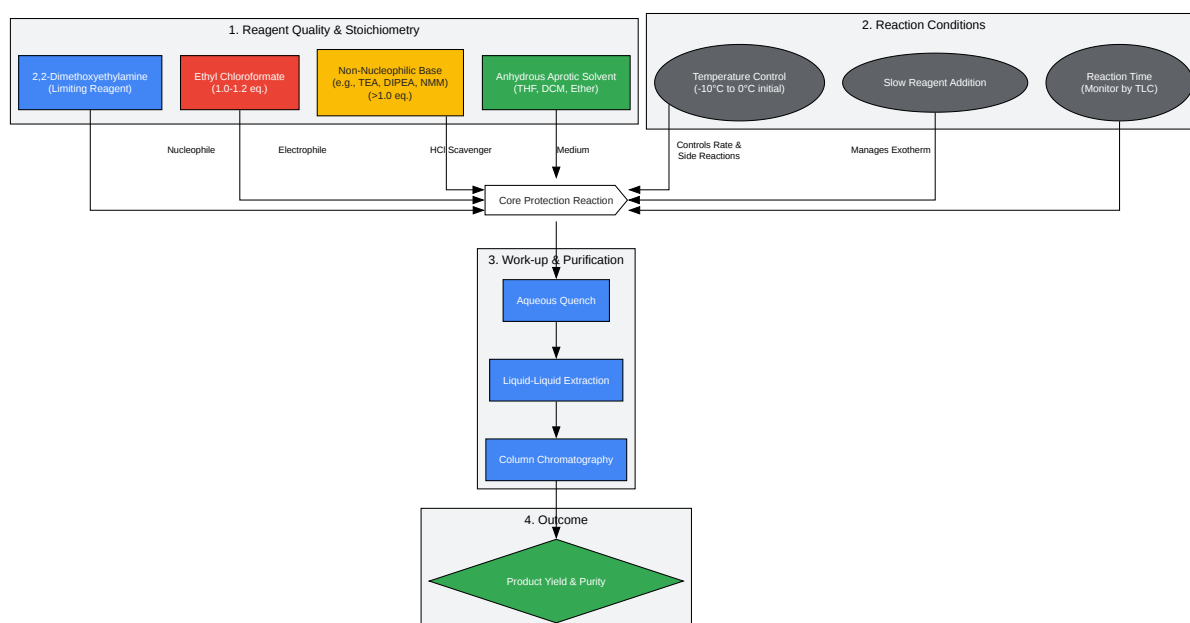 1. Reagent Quality & Stoichiometry
2. Reaction Conditions
2,2-Dimethoxyethylamine
(Limiting Reagent)
Ethyl Chloroformate
(1.0-1.2 eq.)
Non-Nucleophilic Base
(e.g., TEA, DIPEA, NMM)
(>1.0 eq.)
Anhydrous Aprotic Solvent
(THF, DCM, Ether)
Temperature Control
(-10°C to 0°C initial)
Slow Reagent Addition
Reaction Time
(Monitor by TLC)
Nucleophile
Electrophile
HCl Scavenger
Medium
Controls Rate &
Side Reactions
Manages Exotherm
Core Protection Reaction
3. Work-up & Purification
Aqueous Quench
Liquid-Liquid Extraction
Column Chromatography
4. Outcome
Product Yield & Purity